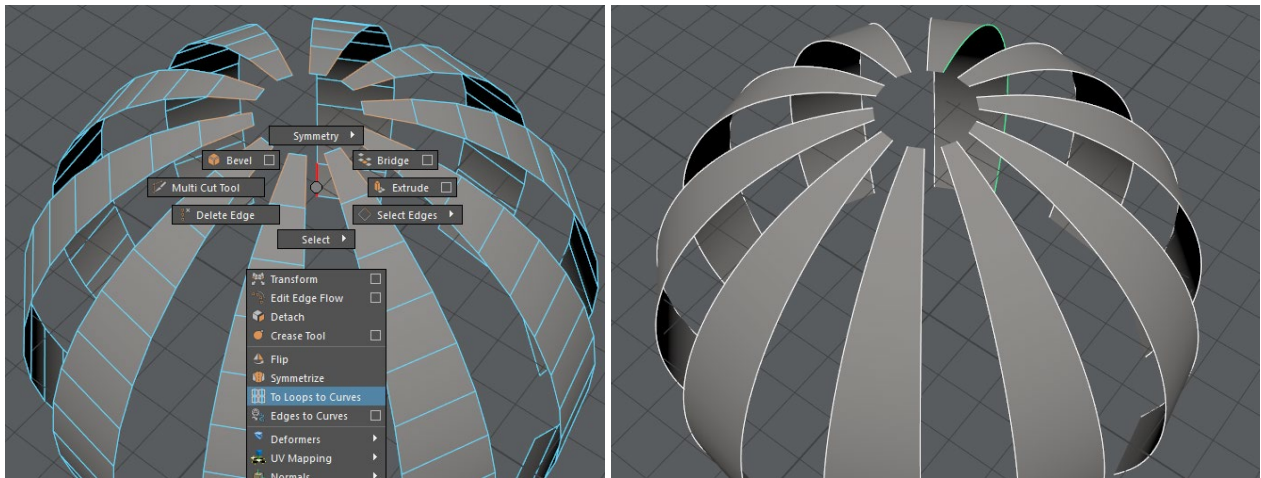 Symmetry
Bevel
Bridge
Multi Cut Tool
Extrude
Delete Edge
Select Edges
Select
Transform
Edit Edge Flow
Detach
Crease Tool
Flip
Symmetrize
To Loops to Curves
Edges to Curves
Deformers
UV Mapping
Normals